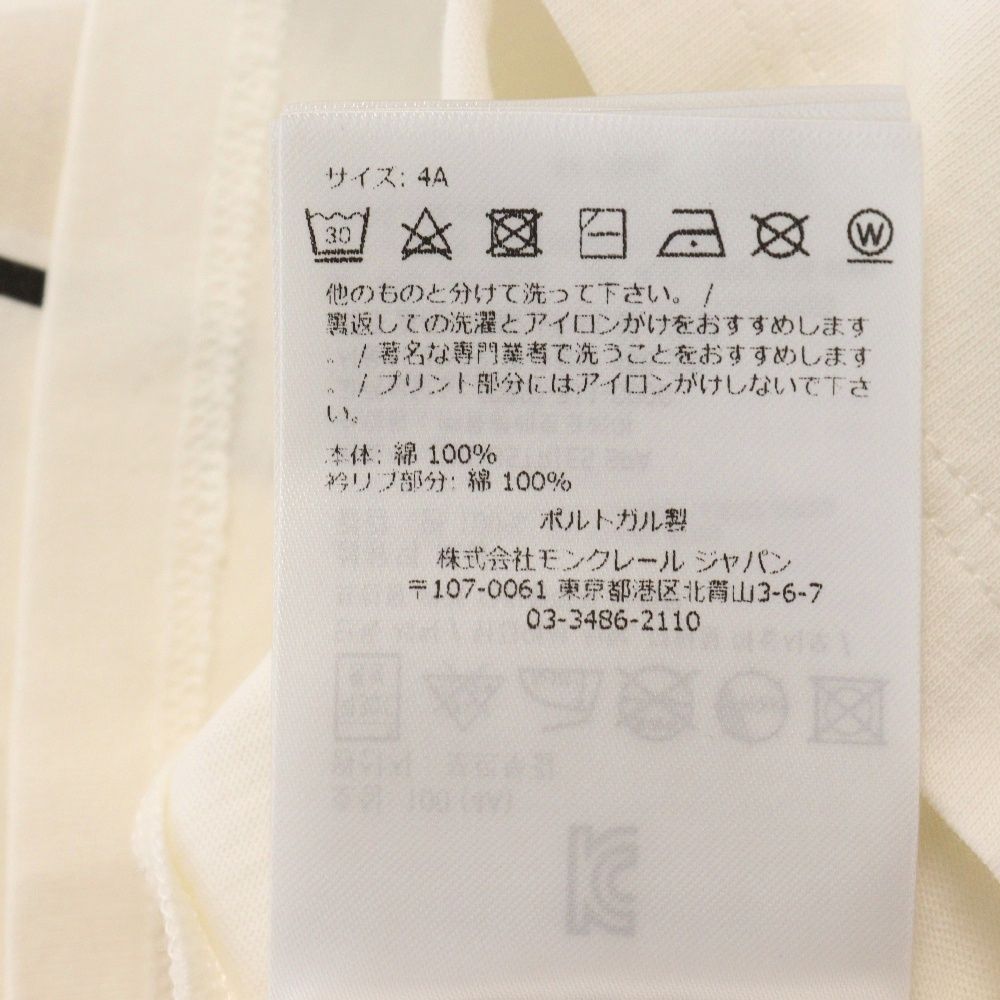 サイズ: 4A
30
W
他のものと分けて洗って下さい。 /
裏返しての洗濯とアイロンがけをおすすめします
。 / 著名な専門業者で洗うことをおすすめします
。 / プリント部分にはアイロンがけしないで下さ
い。
本体: 綿 100%
衿リブ部分: 綿 100%
ポルトガル製
株式会社モンクレール ジャパン
〒107-0061 東京都港区北青山3-6-7
03-3486-2110